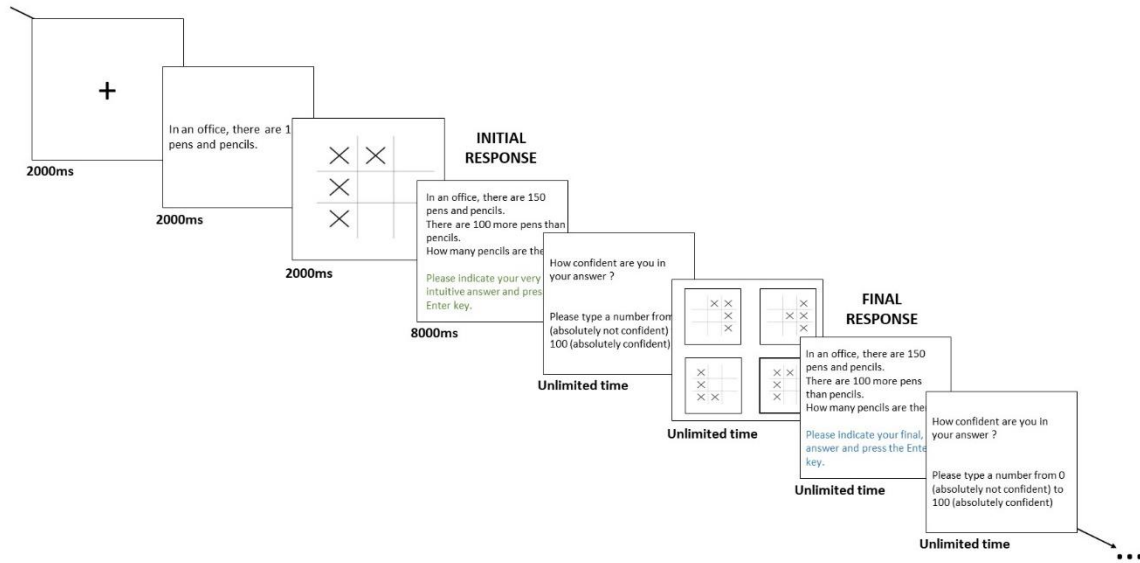 +
2000ms
In an office, there are 1
pens and pencils.
2000ms
2000ms
INITIAL
RESPONSE
In an office, there are 150
pens and pencils.
There are 100 more pens than
pencils.
How many pencils are the
Please indicate your very
intuitive answer and press
Enter key.
8000ms
How confident are you in
your answer ?
Please type a number from
(absolutely not confident)
100 (absolutely confident)
Unlimited time
Unlimited time
FINAL
RESPONSE
In an office, there are 150
pens and pencils.
There are 100 more pens
than pencils.
How many pencils are the
Please indicate your final,
answer and press the Ente
key.
Unlimited time
How confident are you in
your answer ?
Please type a number from 0
(absolutely not confident) to
100 (absolutely confident)
Unlimited time
...